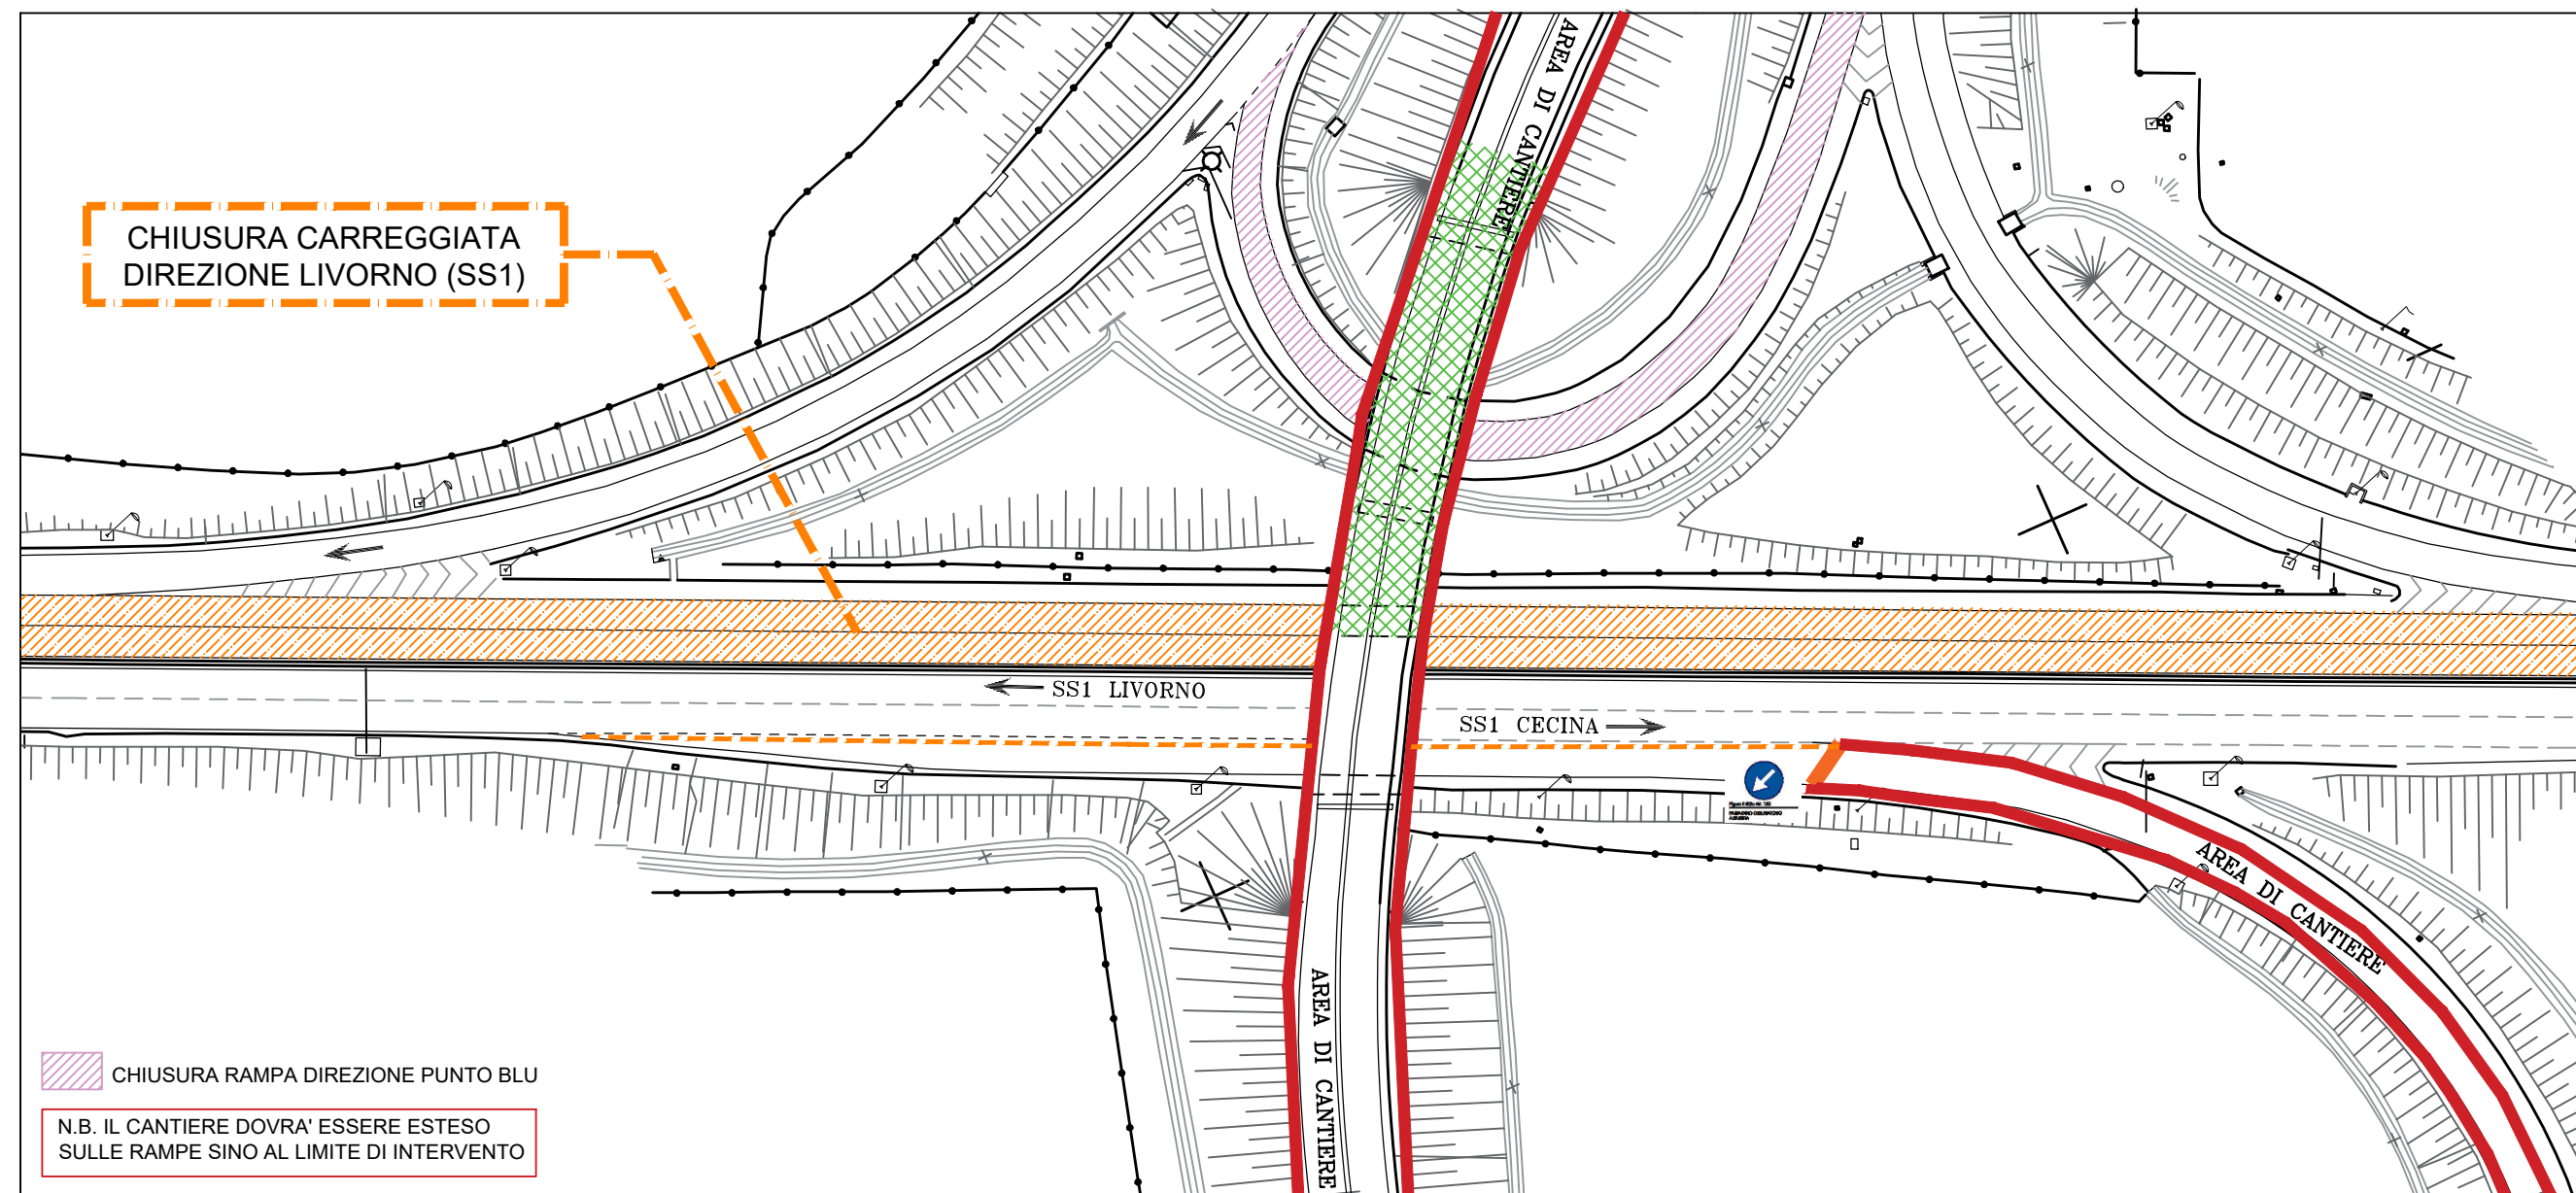 AREA DI CANTIERE
CHIUSURA CARREGGIATA
DIREZIONE LIVORNO (SS1)
SS1 LIVORNO
SS1 CECINA
AREA DI CANTIERE
AREA DI CANTIERE
CHIUSURA RAMPA DIREZIONE PUNTO BLU
N.B. IL CANTIERE DOVRA' ESSERE ESTESO
SULLE RAMPE SINO AL LIMITE DI INTERVENTO